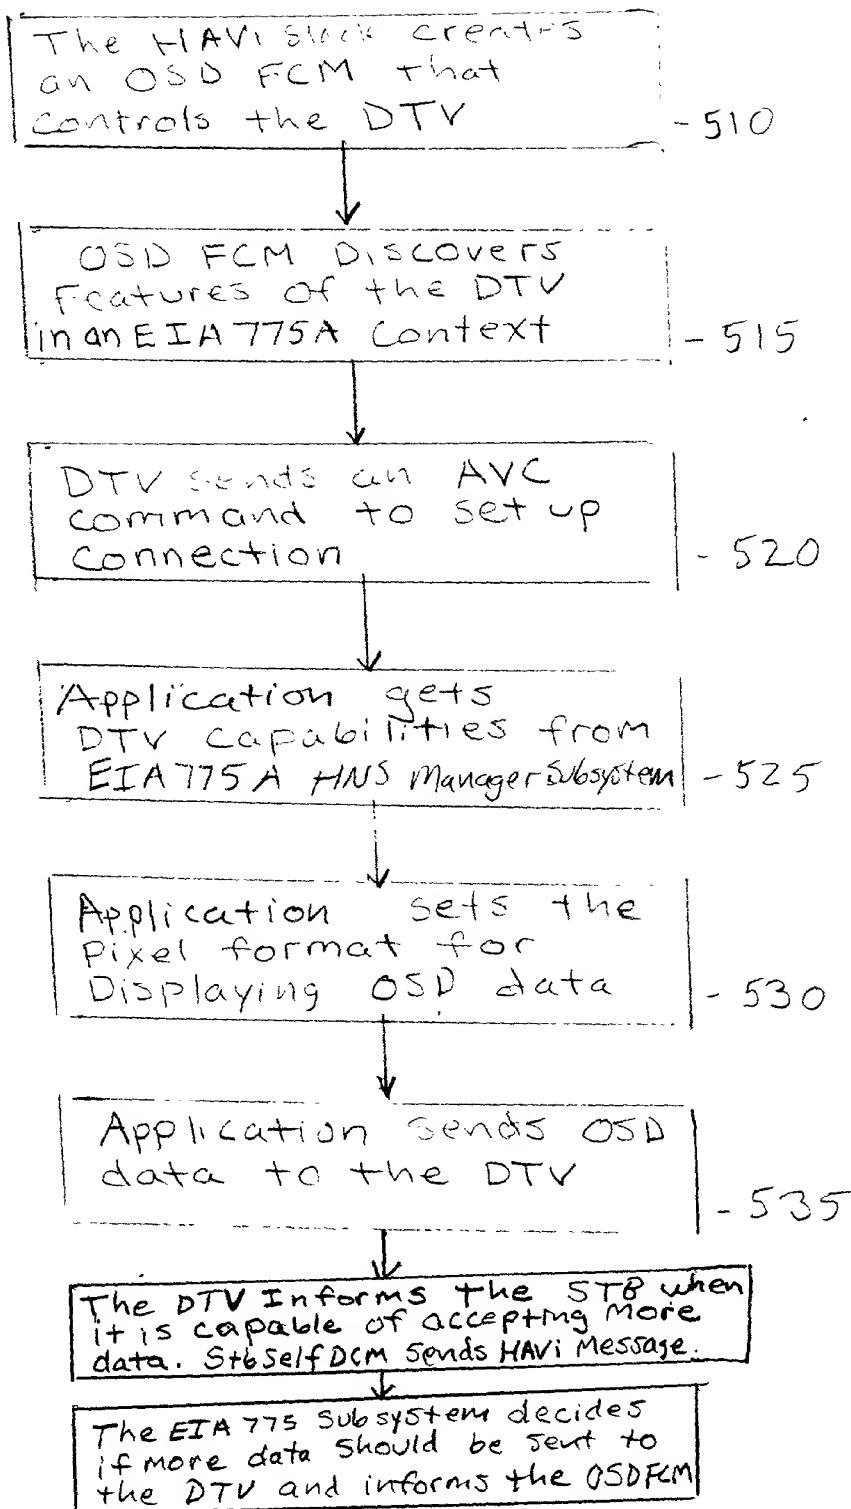 The HAVi Stack creates
an OSD FCM that
controls the DTV
- 510
OSD FCM Discovers
Features of the DTV
in an EIA 775A Context
- 515
DTV sends an AVC
command to set up
connection
- 520
Application gets
DTV capabilities from
EIA 775A HNS Manager Subsystem
- 525
Application sets the
Pixel format for
Displaying OSD data
- 530
Application sends OSD
data to the DTV
- 535
The DTV Informs the STB when
it is capable of accepting more
data. StbSelfDCM Sends HAVi Message.
The EIA 775 Subsystem decides
if more data should be sent to
the DTV and informs the OSDFCM